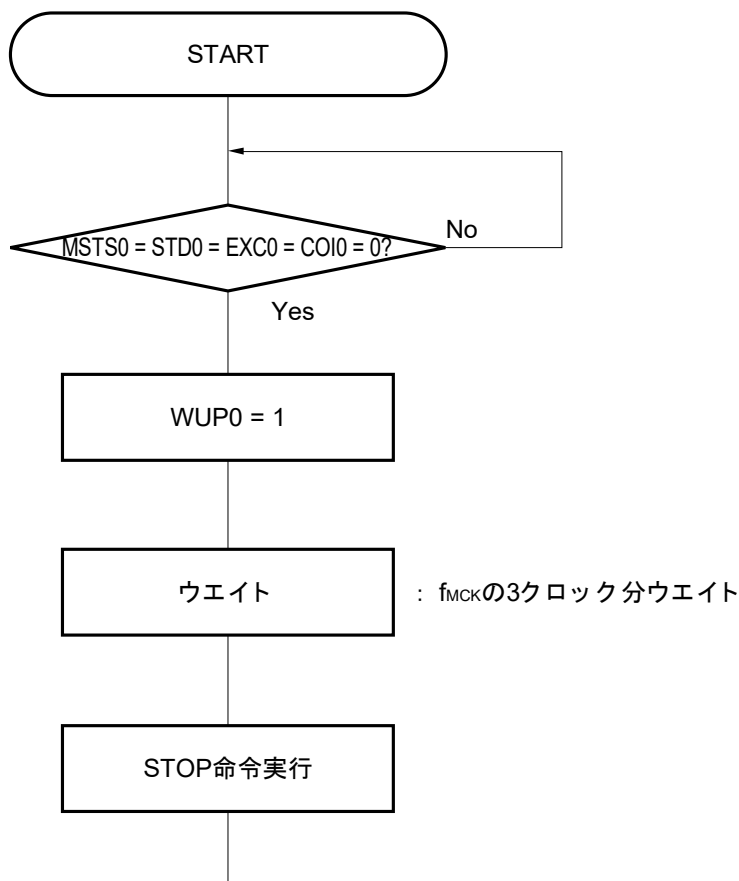 START
MSTS0 = STD0 = EXC0 = COI0 = 0?
No
Yes
WUP0 = 1
ウエイト : fMCKの3クロック分ウエイト
STOP命令実行